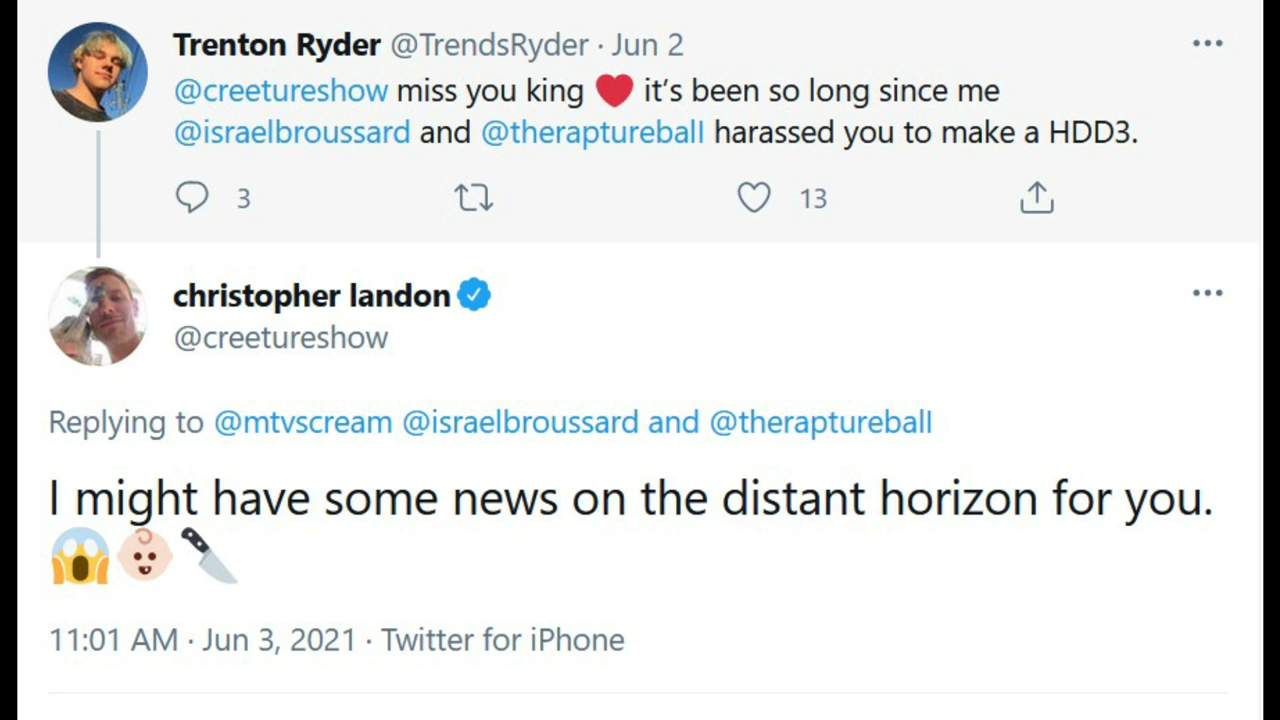 Trenton Ryder @TrendsRyder · Jun 2
@creetureshow miss you king ❤️ it’s been so long since me
@israelbroussard and @theraptureball harassed you to make a HDD3.
3 13
christopher landon
@creetureshow
Replying to @mtvscream @israelbroussard and @theraptureball
I might have some news on the distant horizon for you.
😱👶🏻🔪
11:01 AM · Jun 3, 2021 · Twitter for iPhone